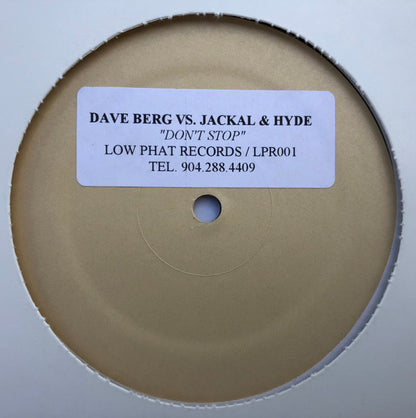 DAVE BERG VS. JACKAL & HYDE
"DON'T STOP"
LOW PHAT RECORDS / LPR001
TEL. 904.288.4409